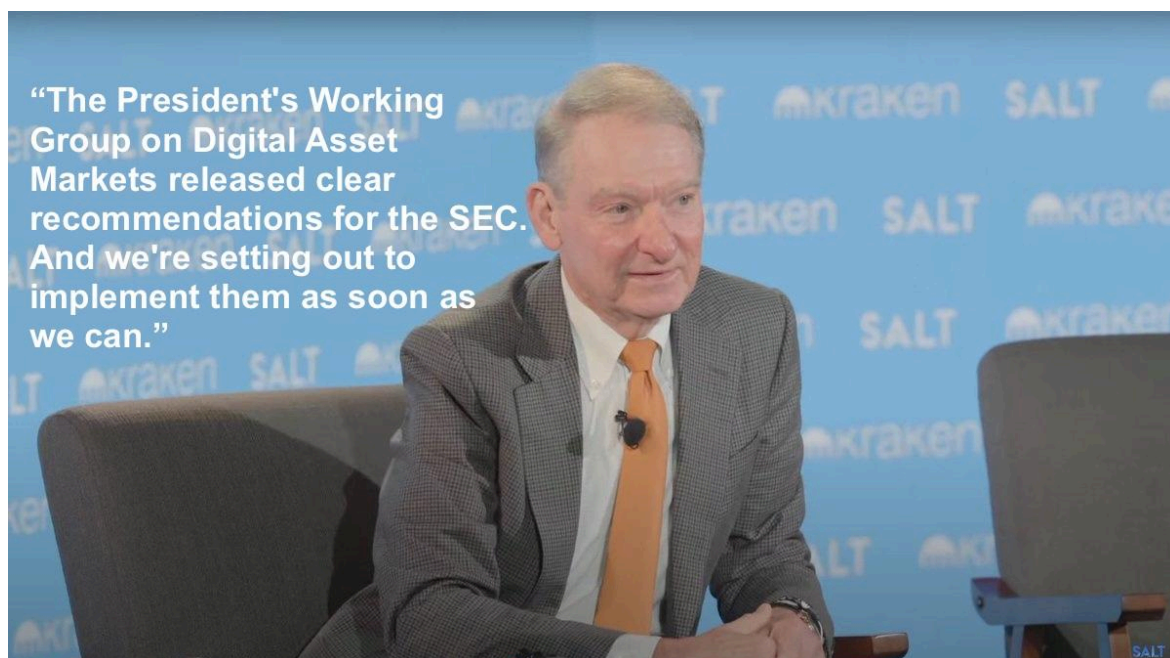 “The President's Working
Group on Digital Asset
Markets released clear
recommendations for the SEC.
And we're setting out to
implement them as soon as
we can.”
kraken SALT
kraken SALT kraken
SALT kraken
kraken SALT
kraken
SALT